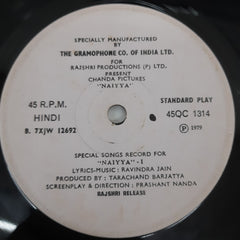 SPECIALLY MANUFACTURED
BY
THE GRAMOPHONE CO. OF INDIA LTD.
FOR
RAJSHRI PRODUCTIONS (P) LTD.
PRESENT
CHANDA PICTURES
"NAIYYA"
45 R.P.M.
STANDARD PLAY
HINDI
45QC 1314
8. TXJW 12692
Ⓟ 1979
SPECIAL SONGS RECORD FOR
"NAIYYA"-I
LYRICS-MUSIC : RAVINDRA JAIN
PRODUCED BY : TARACHAND BARJATYA
SCREENPLAY & DIRECTION : PRASHANT NANDA
RAJSHRI RELEASE